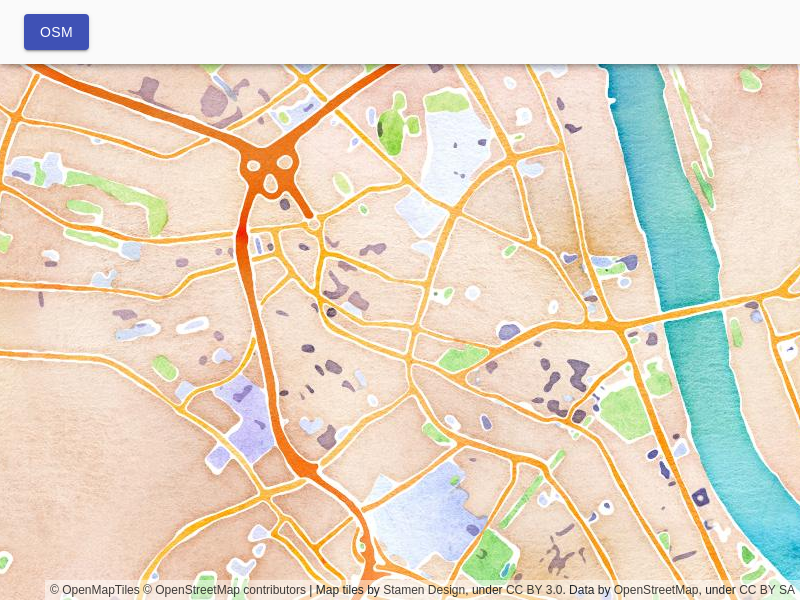 OSM
© OpenMapTiles © OpenStreetMap contributors | Map tiles by Stamen Design, under CC BY 3.0. Data by OpenStreetMap, under CC BY SA